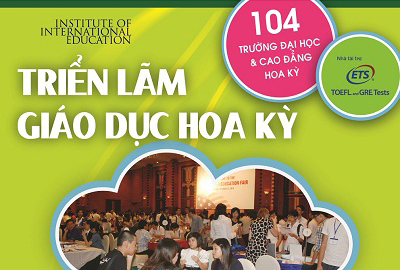 INSTITUTE OF
INTERNATIONAL
EDUCATION
104
TRƯỜNG ĐẠI HỌC
& CAO ĐẲNG
HOA KỲ
Nhà tài trợ
ETS
TOEFL and GRE Tests
TRIỂN LÃM
GIÁO DỤC HOA KỲ
EDUCATION FAIR